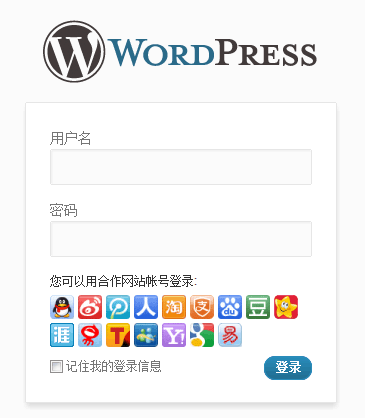 WORDPRESS
用户名
密码
您可以用合作网站帐号登录:
人 淘 支 du 豆
涯 T Y! g 易
记住我的登录信息
登录